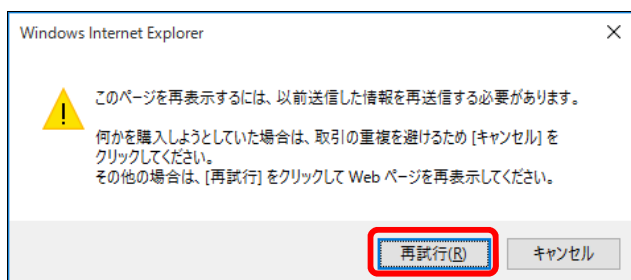 Windows Internet Explorer
このページを再表示するには、以前送信した情報を再送信する必要があります。
何かを購入しようとしていた場合は、取引の重複を避けるため [キャンセル] を
クリックしてください。
その他の場合は、[再試行] をクリックして Web ページを再表示してください。
再試行(R)
キャンセル